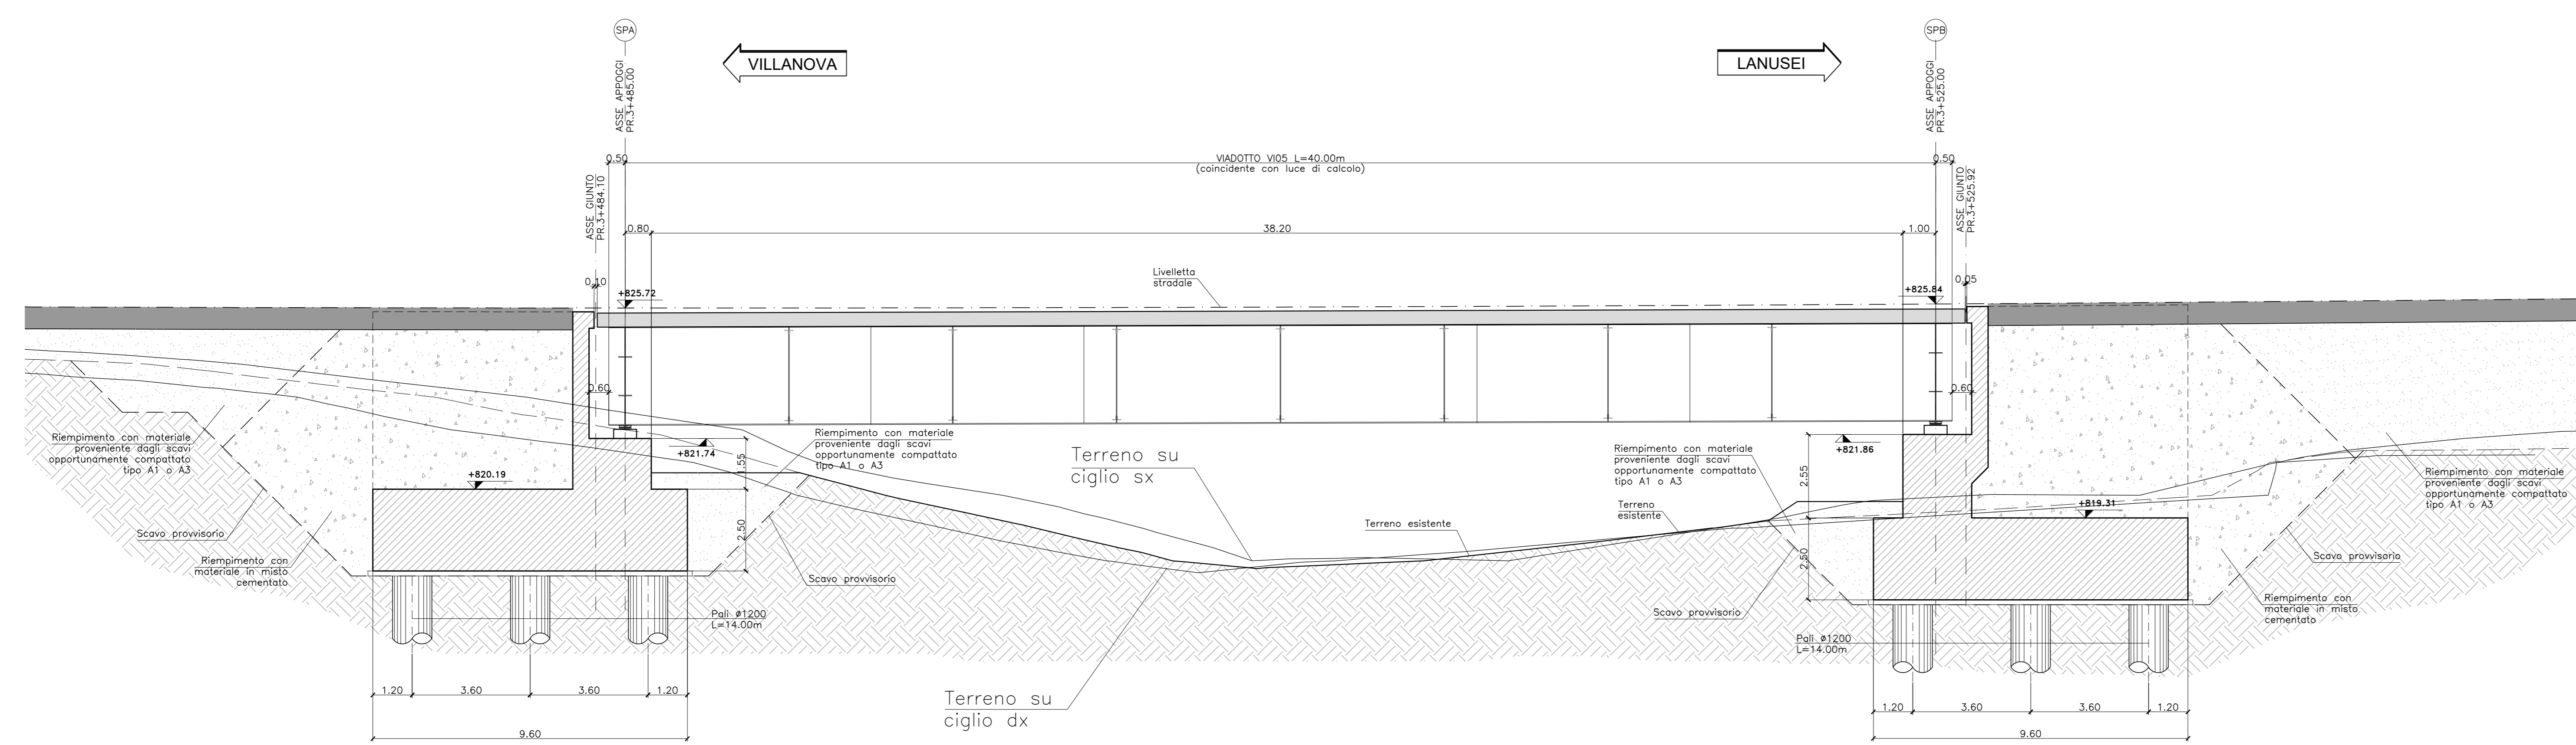 SPA
SPB
VILLANOVA
LANUSEI
ASSE APPOGGI
PR.3+485.00
ASSE APPOGGI
PR.3+525.00
0.50
VIADOTTO VI05 L=40.00m
(coincidente con luce di calcolo)
0.50
ASSE GIUNTO
PR.3+484.10
ASSE GIUNTO
PR.3+525.92
0.80
38.20
1.00
Livelletta
stradale
0.10
+825.72
+825.84
0.05
0.60
0.60
Riempimento con materiale
proveniente dagli scavi
opportunamente compattato
tipo A1 o A3
+820.19
+821.74
1.55
2.50
Riempimento con materiale
proveniente dagli scavi
opportunamente compattato
tipo A1 o A3
Terreno su
ciglio sx
Riempimento con materiale
proveniente dagli scavi
opportunamente compattato
tipo A1 o A3
+821.86
2.55
2.50
+819.31
Riempimento con materiale
proveniente dagli scavi
opportunamente compattato
tipo A1 o A3
Terreno
esistente
Terreno esistente
Scavo provvisorio
Riempimento con
materiale in misto
cementato
Scavo provvisorio
Scavo provvisorio
Scavo provvisorio
Riempimento con
materiale in misto
cementato
Pali ø1200
L=14.00m
Pali ø1200
L=14.00m
Terreno su
ciglio dx
1.20
3.60
3.60
1.20
9.60
1.20
3.60
3.60
1.20
9.60